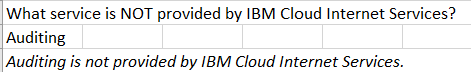 What service is NOT provided by IBM Cloud Internet Services?
Auditing
Auditing is not provided by IBM Cloud Internet Services.